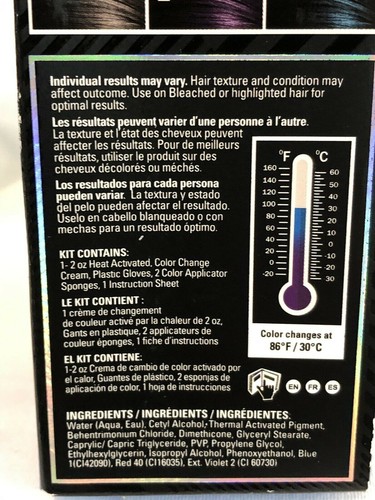 Individual results may vary. Hair texture and condition may
affect outcome. Use on Bleached or highlighted hair for
optimal results.
Les résultats peuvent varier d'une personne à l'autre.
La texture et l'état des cheveux peuvent
affecter les résultats. Pour de meilleurs
résultats, utiliser le produit sur des
cheveux décolorés ou méchés.
Los resultados para cada persona
pueden variar. La textura y estado
del pelo pueden afectar el resultado.
Uselo en cabello blanqueado o con
mechas para un resultado óptimo.
°F °C
160
140
120
100
80
60
40
20
0
-20
60
50
40
30
20
10
0
10
20
30
Color changes at
86°F / 30°C
KIT CONTAINS:
1- 2 oz Heat Activated, Color Change
Cream, Plastic Gloves, 2 Color Applicator
Sponges, 1 Instruction Sheet
LE KIT CONTIENT :
1 crème de changement
de couleur activé par la chaleur de 2 oz,
Gants en plastique, 2 applicateurs de
couleur éponges, 1 fiche d'instructions
EL KIT CONTIENE:
1-2 oz Crema de cambio de color activado por
el calor, Guantes de plástico, 2 esponjas de
aplicación de color, 1 hoja de instrucciones
EN FR ES
INGREDIENTS / INGRÉDIENTS / INGRÉDIENTES.
Water (Aqua, Eau), Cetyl Alcohol, Thermal Activated Pigment,
Behentrimonium Chloride, Dimethicone, Glyceryl Stearate,
Caprylic/ Capric Triglyceride, PVP, Propylene Glycol,
Ethylhexylglycerin, Isopropyl Alcohol, Phenoxyethanol, Blue
1(CI42090), Red 40 (CI16035), Ext. Violet 2 (CI 60730)